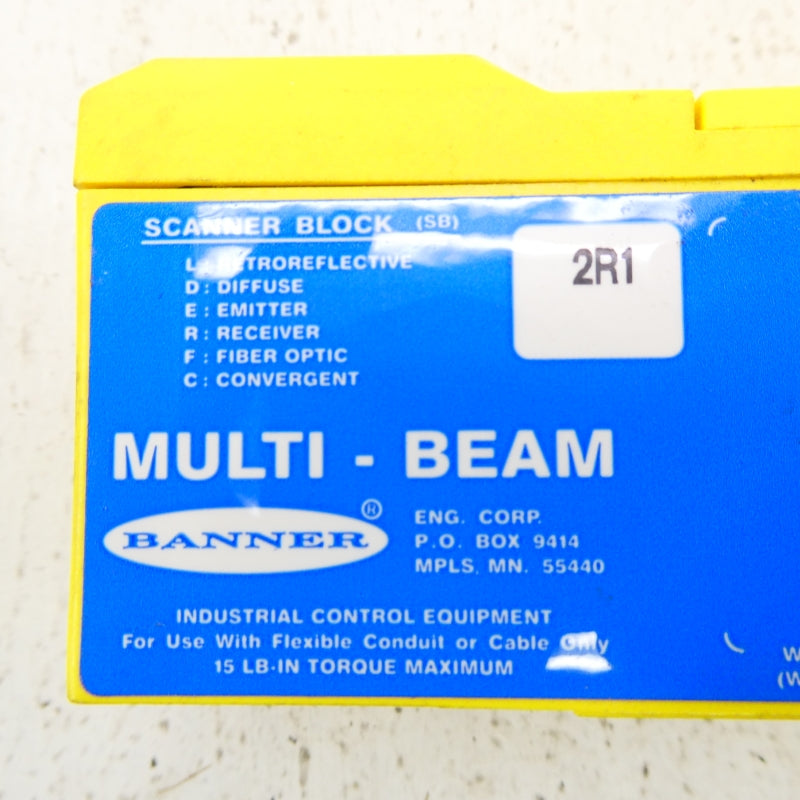 SCANNER BLOCK (SB)
2R1
L : RETROREFLECTIVE
D : DIFFUSE
E : EMITTER
R : RECEIVER
F : FIBER OPTIC
C : CONVERGENT
MULTI - BEAM
BANNER ®
ENG. CORP.
P.O. BOX 9414
MPLS, MN. 55440
INDUSTRIAL CONTROL EQUIPMENT
For Use With Flexible Conduit or Cable Only
15 LB-IN TORQUE MAXIMUM